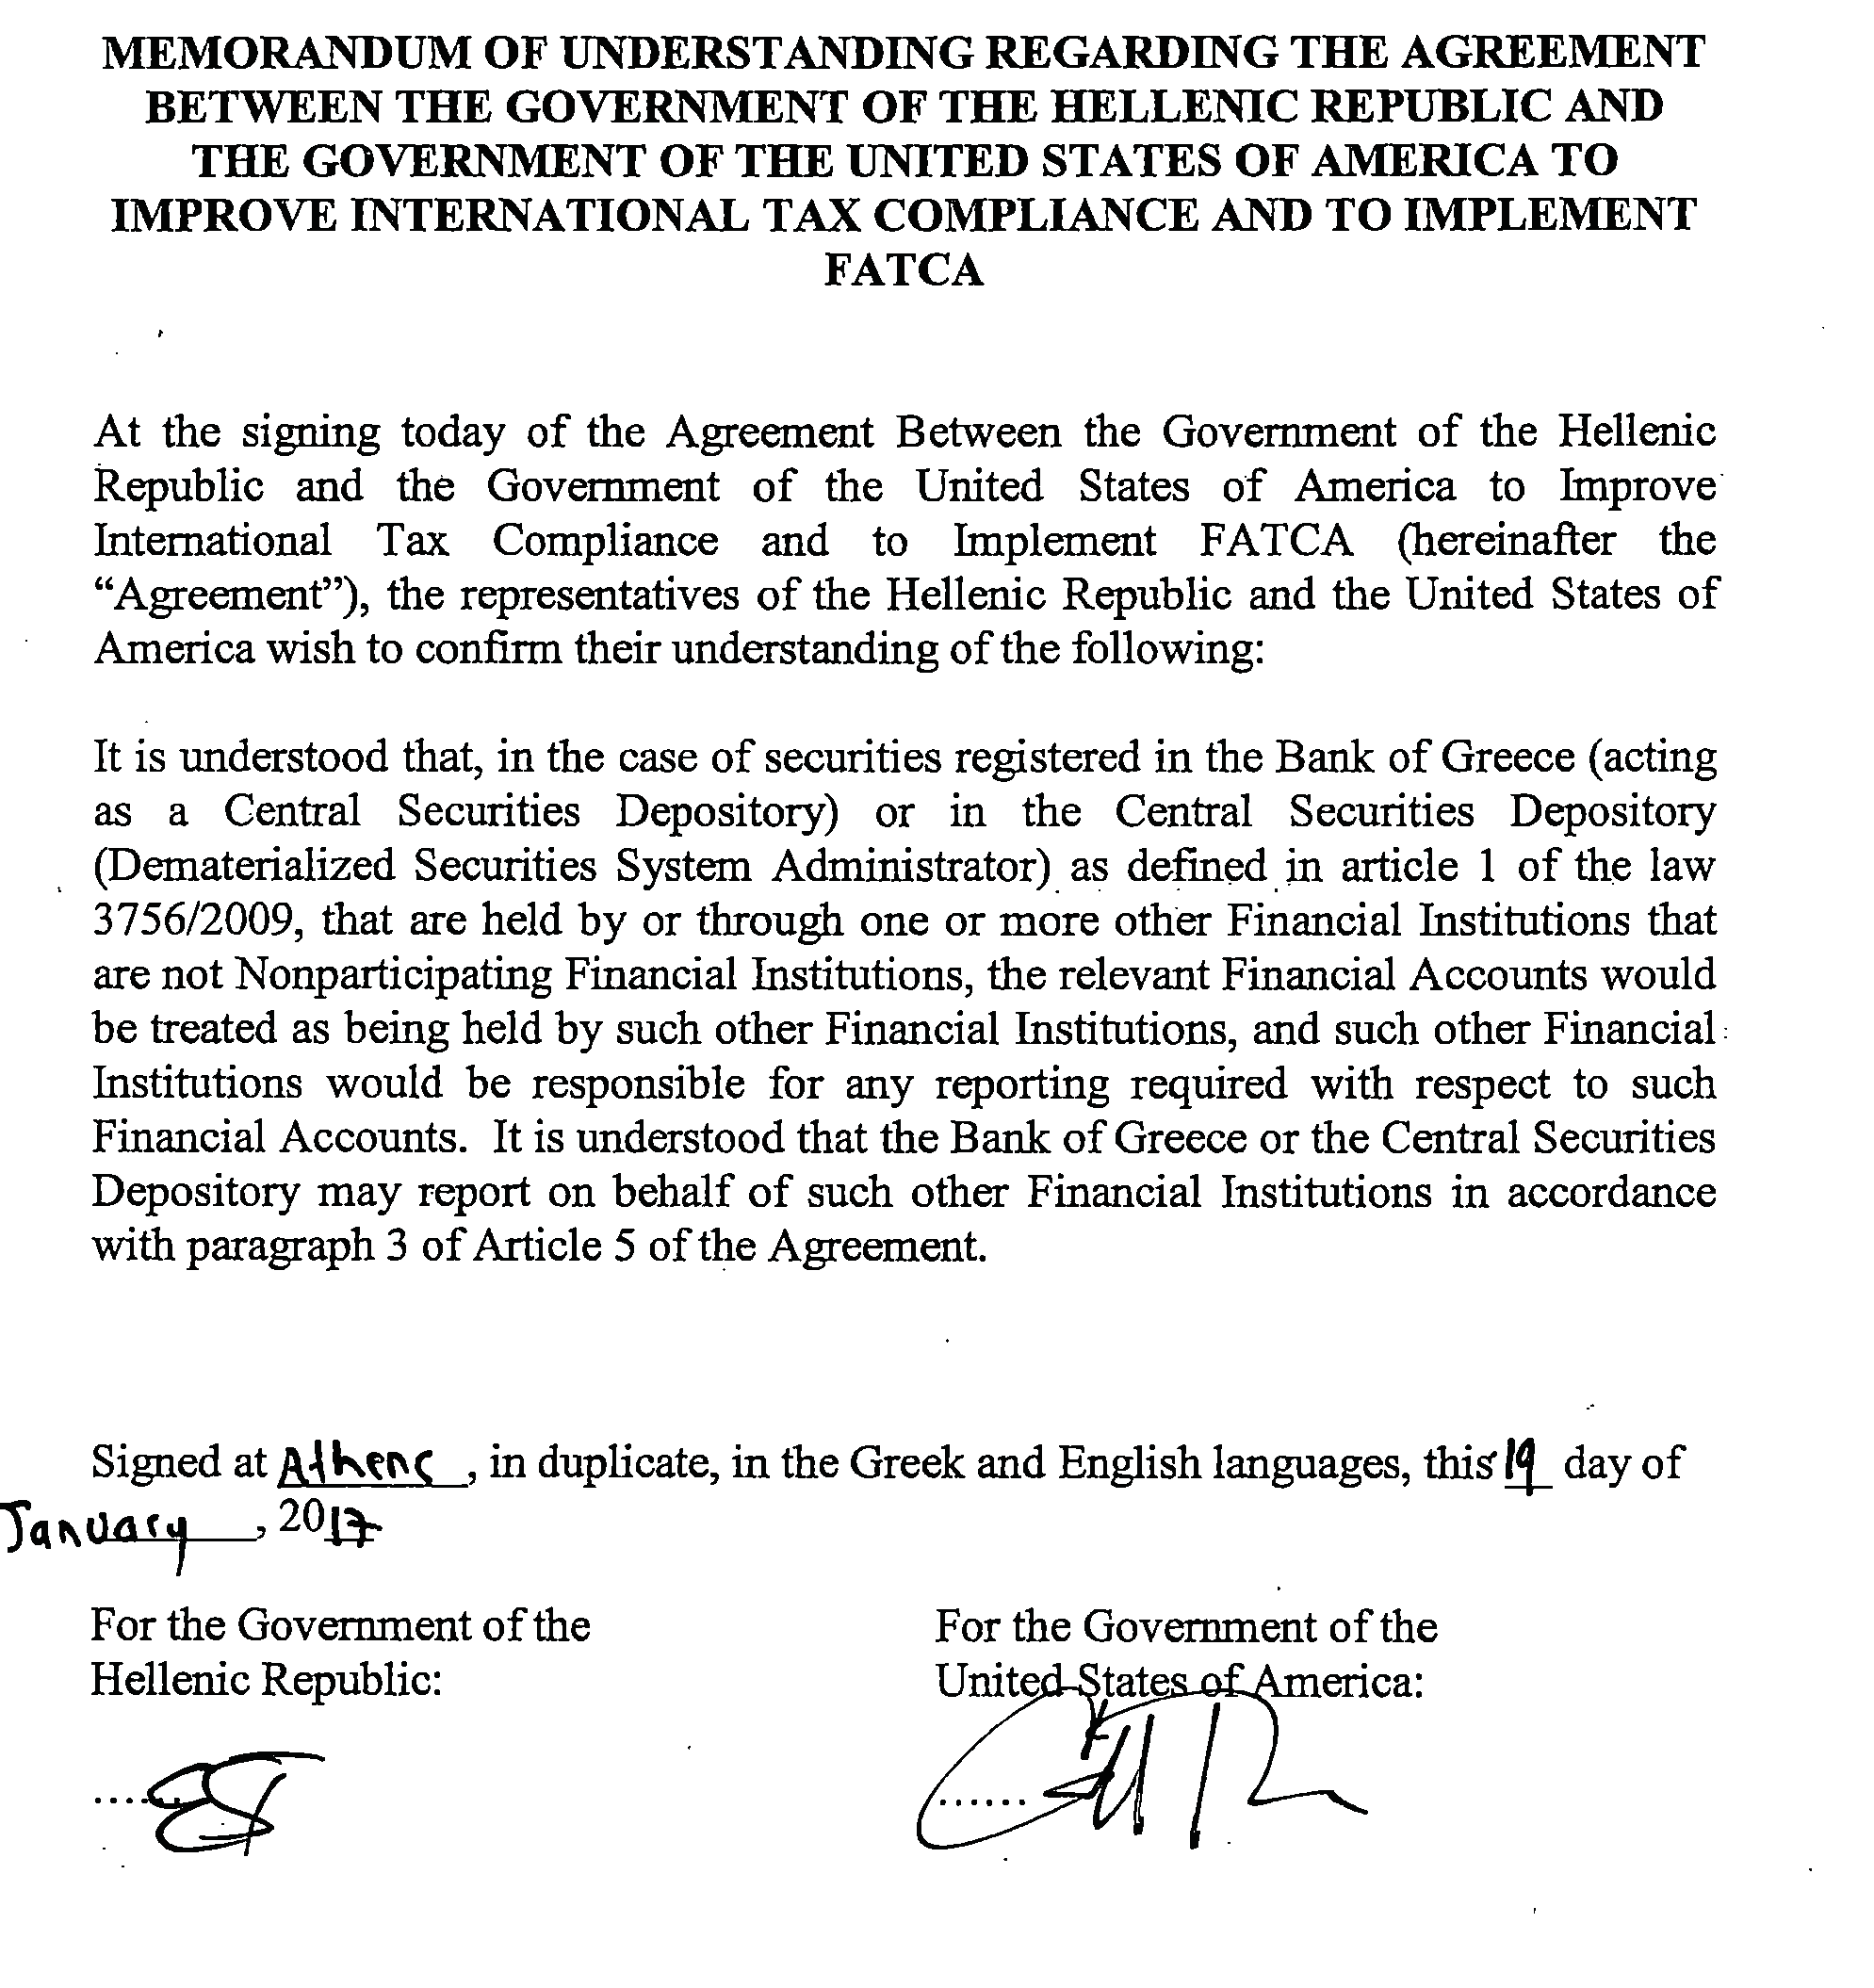 MEMORANDUM OF UNDERSTANDING REGARDING THE AGREEMENT
BETWEEN THE GOVERNMENT OF THE HELLENIC REPUBLIC AND
THE GOVERNMENT OF THE UNITED STATES OF AMERICA TO
IMPROVE INTERNATIONAL TAX COMPLIANCE AND TO IMPLEMENT
FATCA
At the signing today of the Agreement Between the Government of the Hellenic
Republic and the Government of the United States of America to Improve
International Tax Compliance and to Implement FATCA (hereinafter the
“Agreement”), the representatives of the Hellenic Republic and the United States of
America wish to confirm their understanding of the following:
It is understood that, in the case of securities registered in the Bank of Greece (acting
as a Central Securities Depository) or in the Central Securities Depository
(Dematerialized Securities System Administrator) as defined in article 1 of the law
3756/2009, that are held by or through one or more other Financial Institutions that
are not Nonparticipating Financial Institutions, the relevant Financial Accounts would
be treated as being held by such other Financial Institutions, and such other Financial
Institutions would be responsible for any reporting required with respect to such
Financial Accounts. It is understood that the Bank of Greece or the Central Securities
Depository may report on behalf of such other Financial Institutions in accordance
with paragraph 3 of Article 5 of the Agreement.
Signed at Athens, in duplicate, in the Greek and English languages, this 19 day of
January, 2017
For the Government of the
Hellenic Republic:
For the Government of the
United States of America: